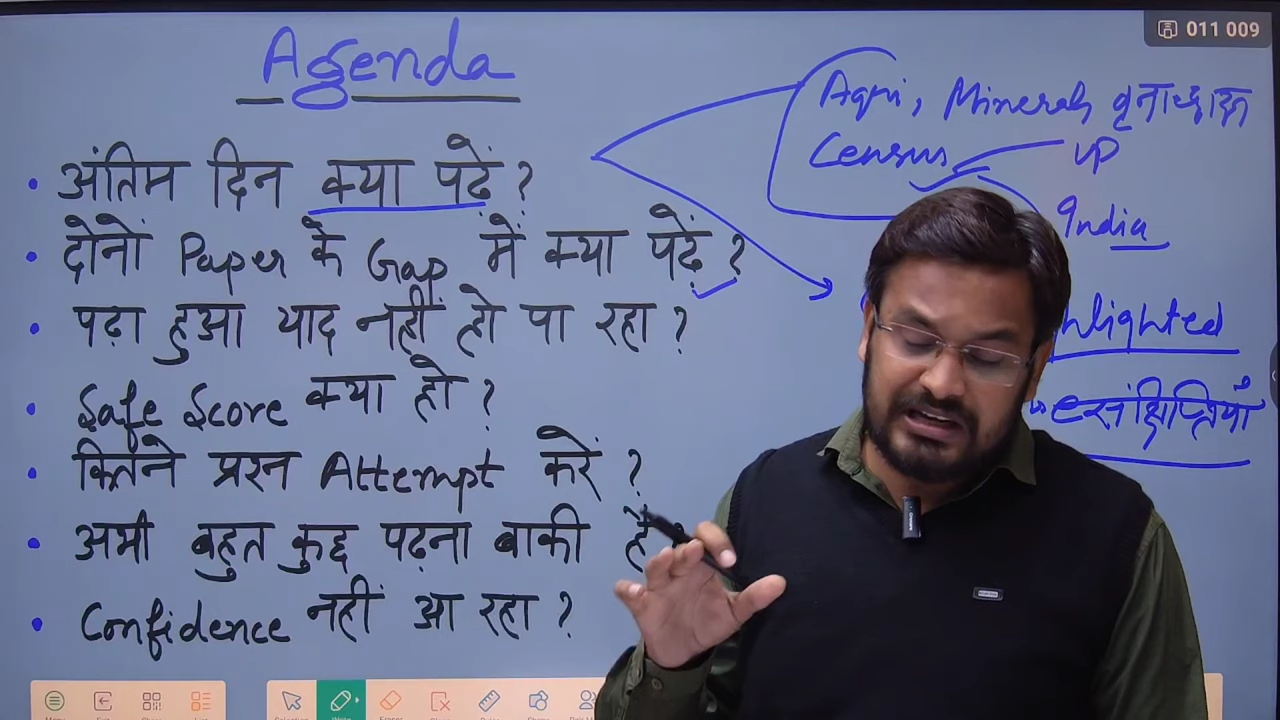 Agenda
• अंतिम दिन क्या पढें ?
• दोनों Paper के Gap में क्या पढें ?
• पढ़ा हुआ याद नहीं हो पा रहा ?
• Safe Score क्या हो ?
• कितने प्रश्न Attempt करें ?
• अभी बहुत कुछ पढ़ना बाकी है ?
• Confidence नहीं आ रहा ?
Agri, Minerals
Census UP
India
hlighted
011 009